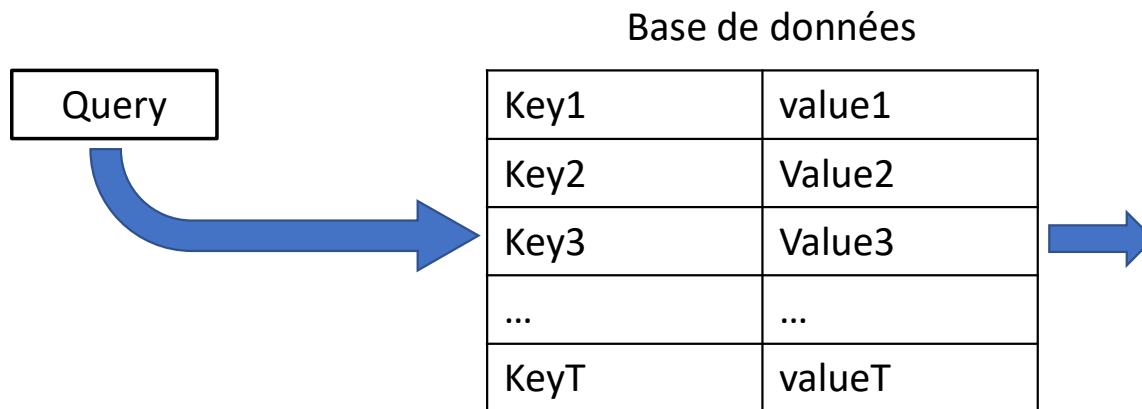 Base de données
Query
Key1 value1
Key2 Value2
Key3 Value3
... ...
KeyT valueT